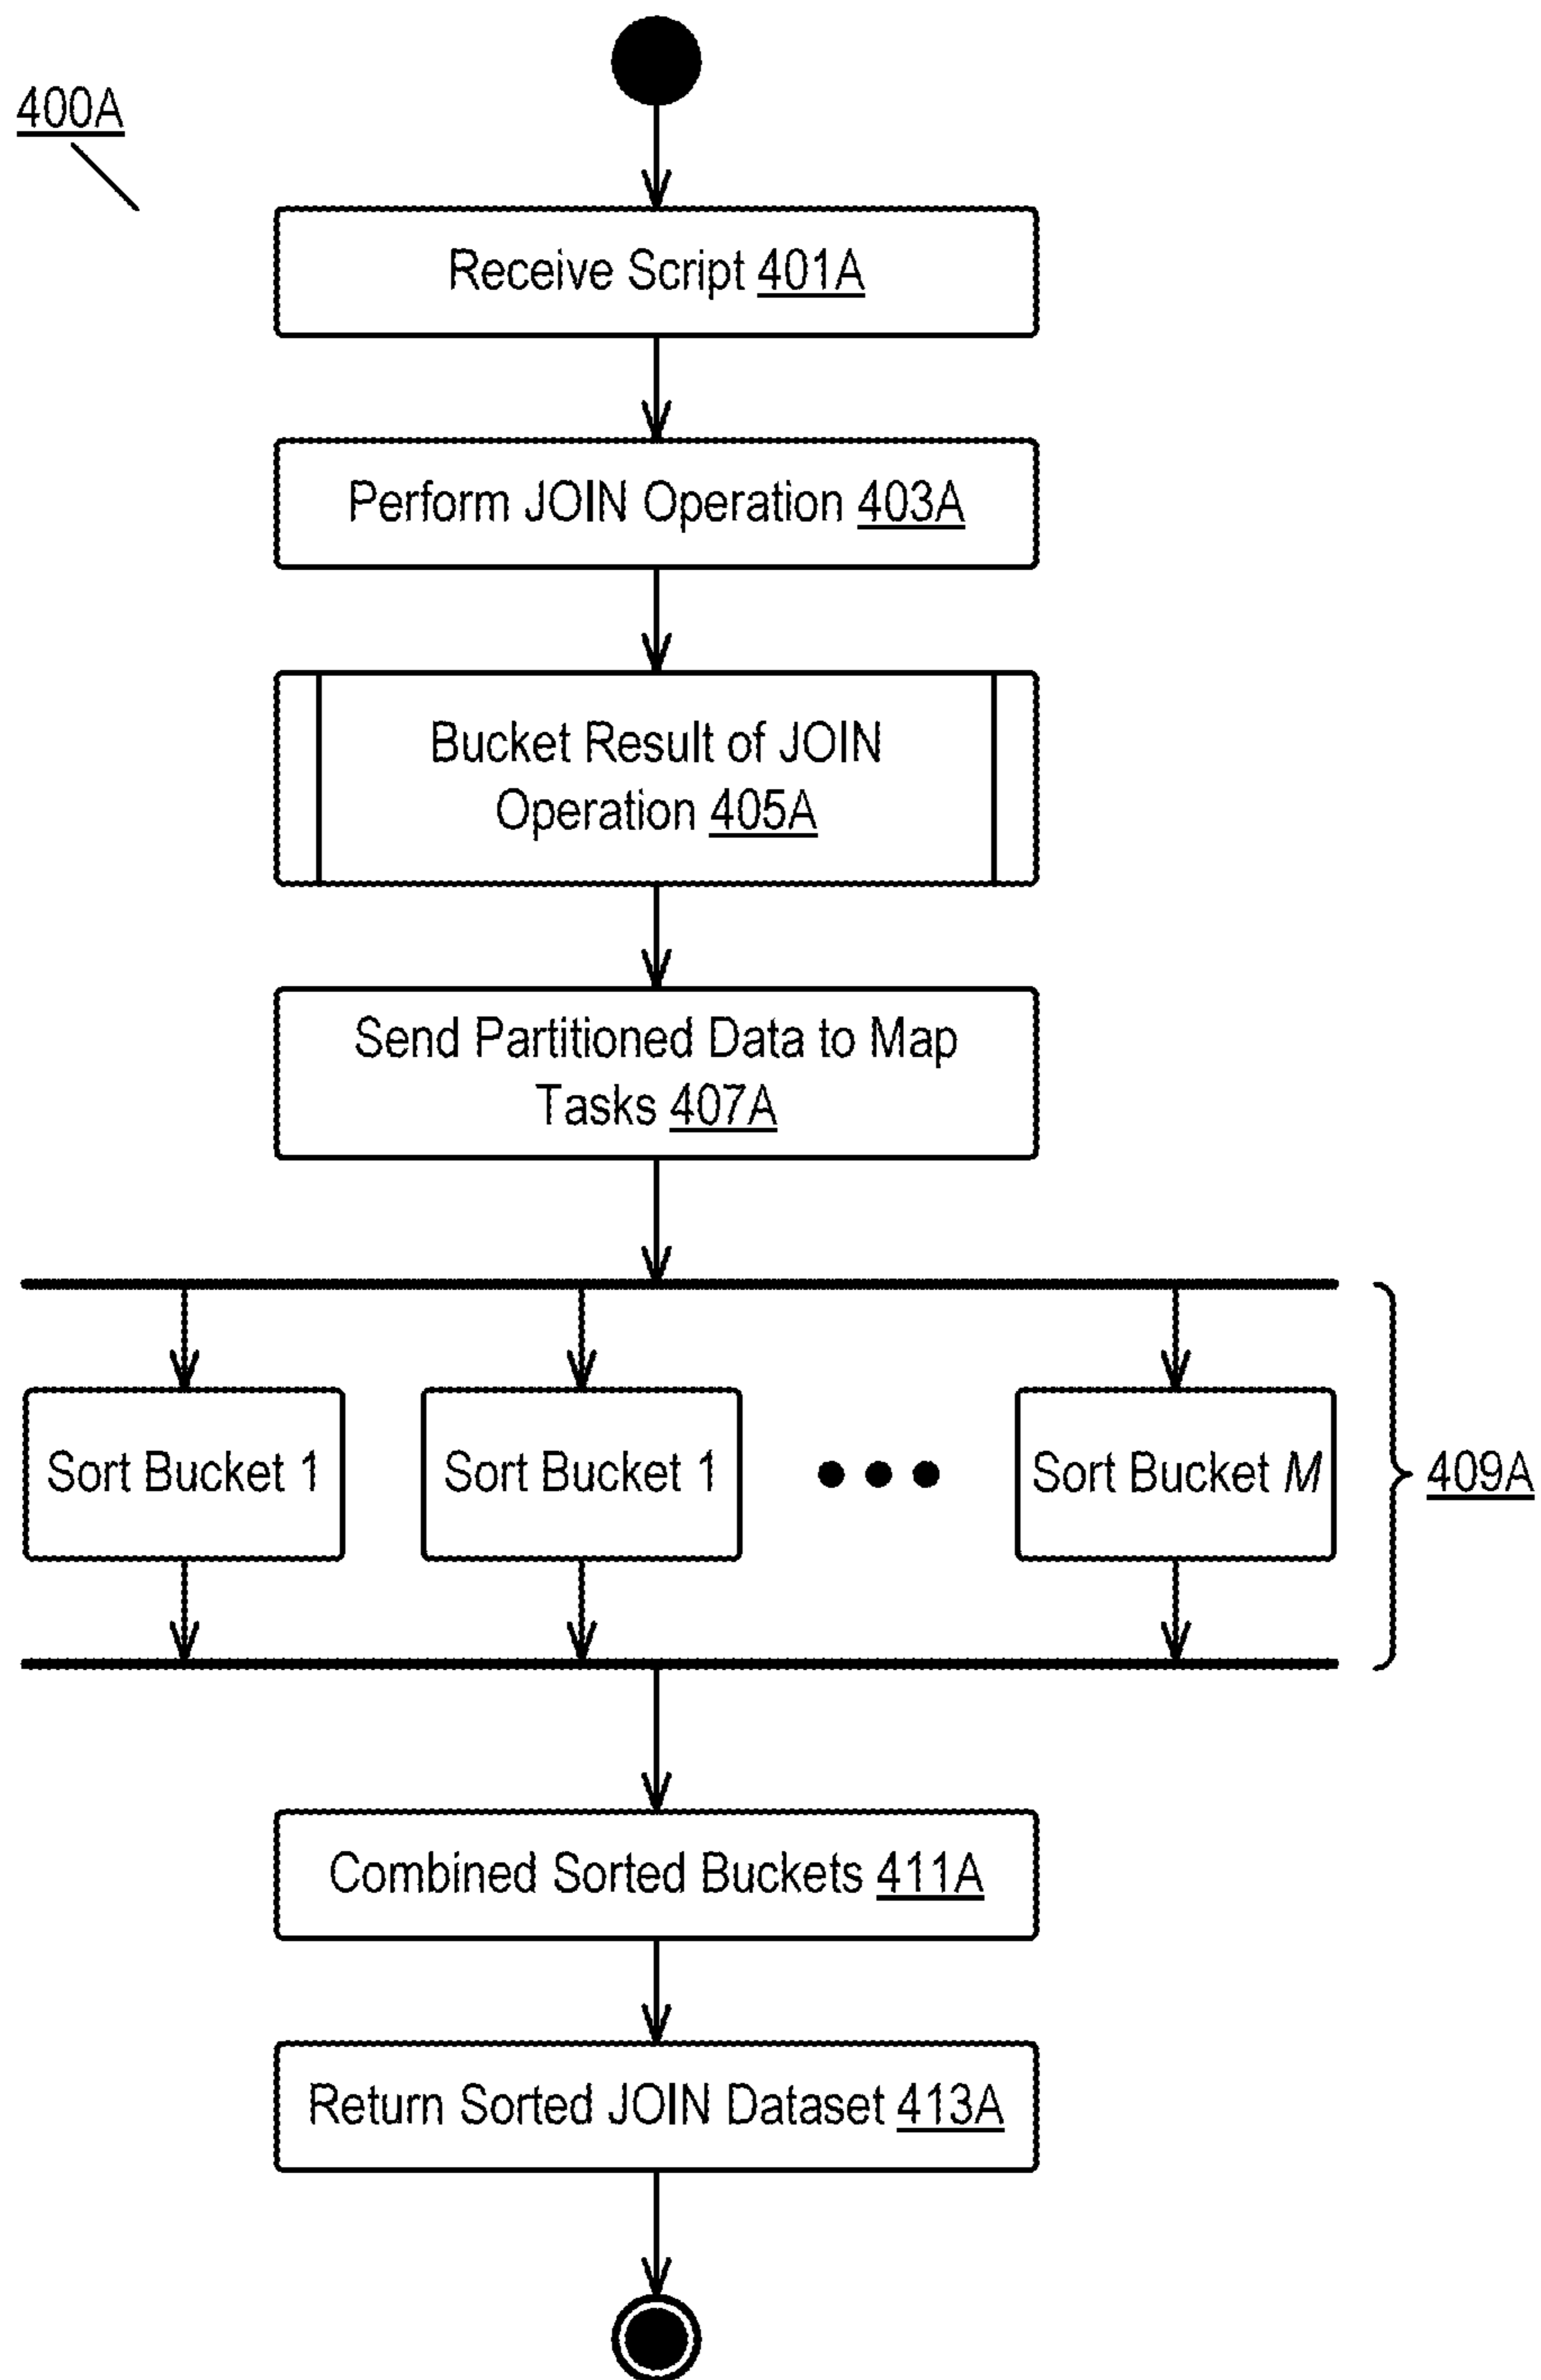 400A
Receive Script 401A
Perform JOIN Operation 403A
Bucket Result of JOIN
Operation 405A
Send Partitioned Data to Map
Tasks 407A
Sort Bucket 1
Sort Bucket 1
Sort Bucket M
409A
Combined Sorted Buckets 411A
Return Sorted JOIN Dataset 413A